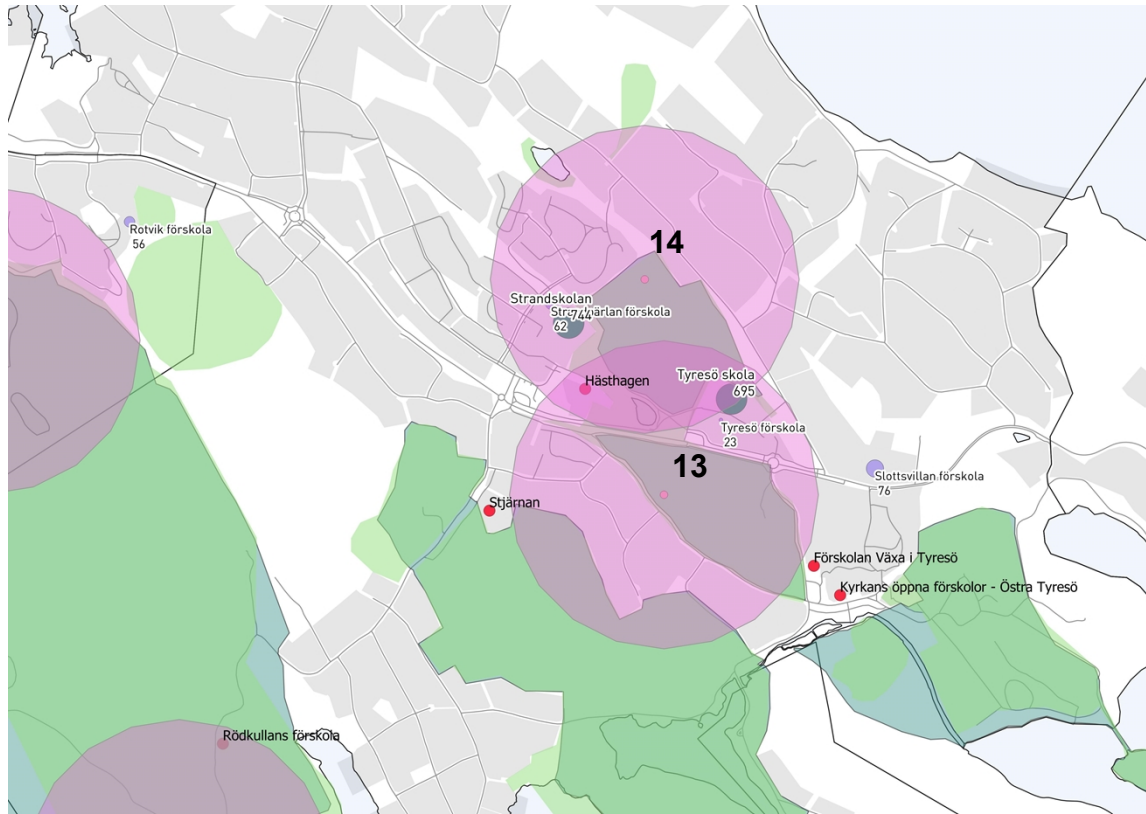 14
Rotvik förskola
56
Strandskolan
744
förskola
62
Hästhagen
Tyresö skola
695
Tyresö förskola
23
13
Slottsvillan förskola
76
Stjärnan
Förskolan Växa i Tyresö
Kyrkans öppna förskolor - Östra Tyresö
Rödkullans förskola